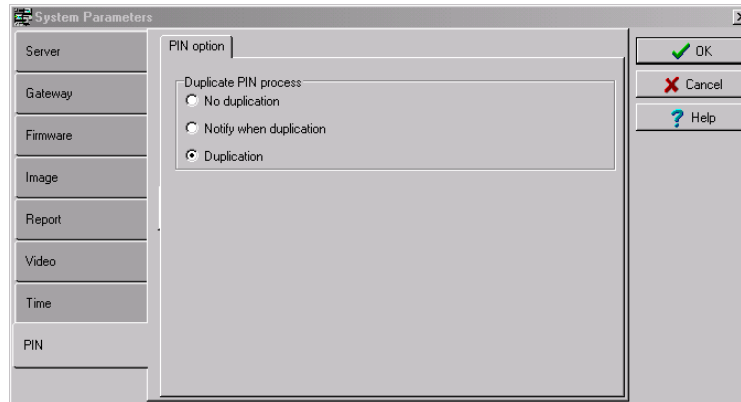 System Parameters
Server
Gateway
Firmware
Image
Report
Video
Time
PIN
PIN option
Duplicate PIN process
No duplication
Notify when duplication
Duplication
OK
Cancel
Help